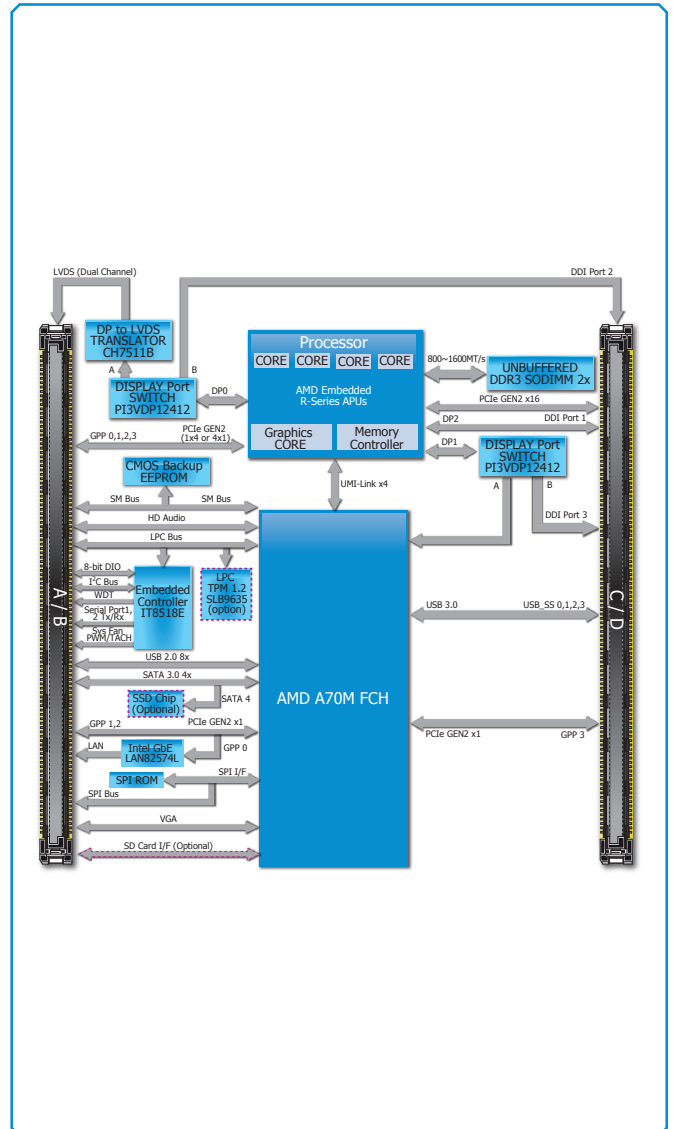 LVDS (Dual Channel)
DDI Port 2
DP to LVDS
TRANSLATOR
CH7511B
A
B
DISPLAY Port
SWITCH
PI3VDP12412
DP0
Processor
CORE CORE CORE CORE
AMD Embedded
R-Series APUs
Graphics
CORE
Memory
Controller
800~1600MT/s
UNBUFFERED
DDR3 SODIMM 2x
PCIe GEN2 x16
DP2
DDI Port 1
DP1
DISPLAY Port
SWITCH
PI3VDP12412
A
B
DDI Port 3
GPP 0,1,2,3
PCIe GEN2
(1x4 or 4x1)
CMOS Backup
EEPROM
UMI-Link x4
SM Bus
SM Bus
HD Audio
LPC Bus
8-bit DIO
I²C Bus
WDT
Serial Port1,
2 Tx/Rx
Sys Fan
PWM/TACH
Embedded
Controller
IT8518E
LPC
TPM 1.2
SLB9635
(option)
A / B
C / D
USB 3.0
USB_SS 0,1,2,3
USB 2.0 8x
SATA 3.0 4x
SSD Chip
(Optional)
SATA 4
AMD A70M FCH
GPP 1,2
PCIe GEN2 x1
LAN
Intel GbE
LAN82574L
GPP 0
PCIe GEN2 x1
GPP 3
SPI ROM
SPI I/F
SPI Bus
VGA
SD Card I/F (Optional)